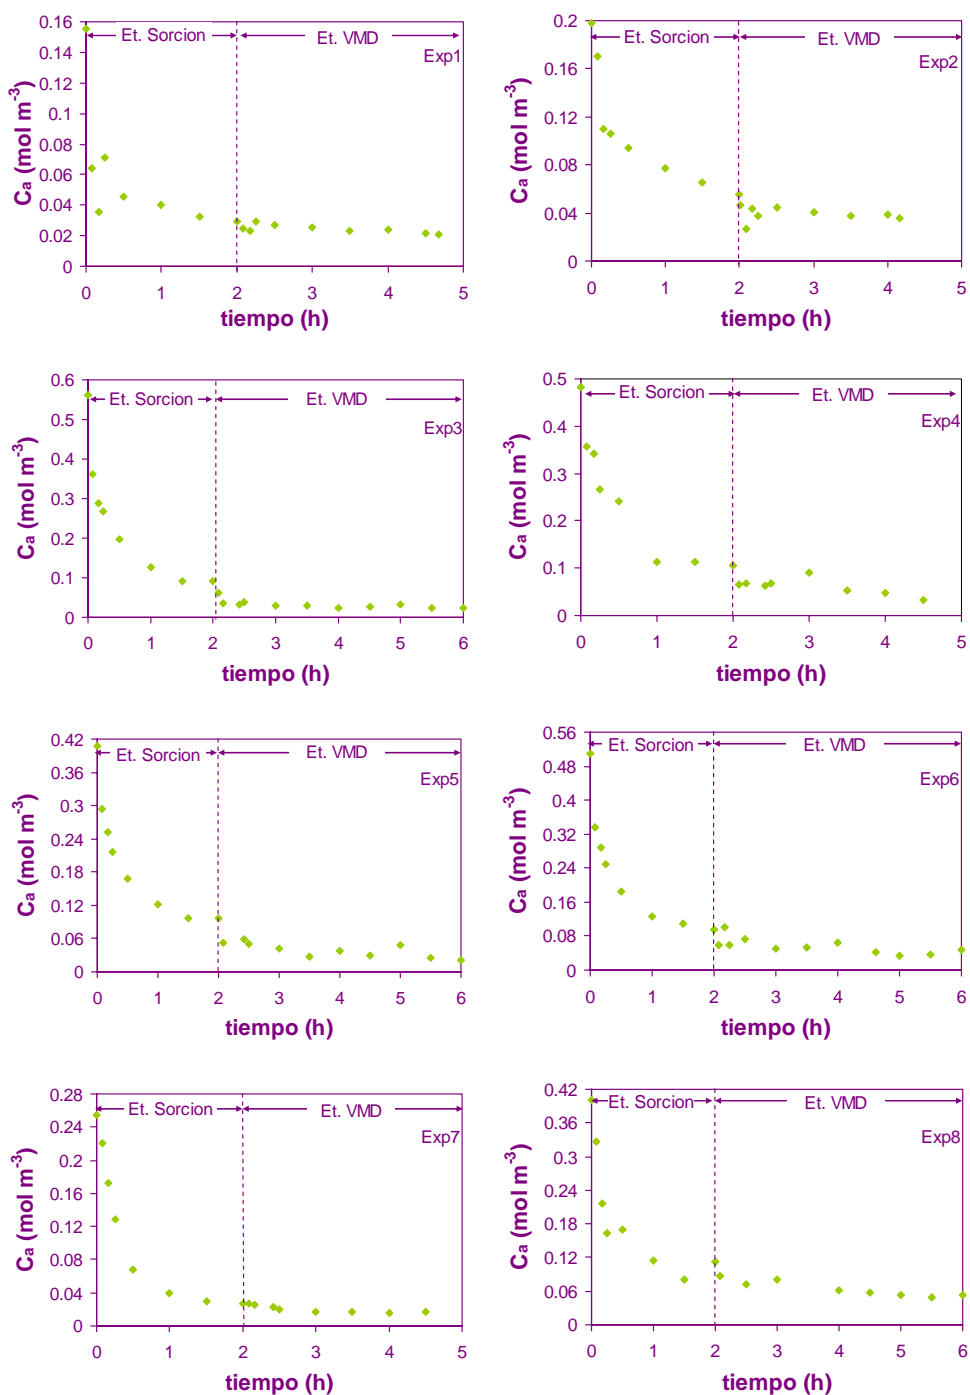 0.16
0.14
0.12
0.1
0.08
0.06
0.04
0.02
0
Cₐ (mol m⁻³)
Et. Sorcion
Et. VMD
Exp1
0 1 2 3 4 5
tiempo (h)
0.2
0.16
0.12
0.08
0.04
0
Cₐ (mol m⁻³)
Et. Sorcion
Et. VMD
Exp2
0 1 2 3 4 5
tiempo (h)
0.6
0.5
0.4
0.3
0.2
0.1
0
Cₐ (mol m⁻³)
Et. Sorcion
Et. VMD
Exp3
0 1 2 3 4 5 6
tiempo (h)
0.5
0.4
0.3
0.2
0.1
0
Cₐ (mol m⁻³)
Et. Sorcion
Et. VMD
Exp4
0 1 2 3 4 5
tiempo (h)
0.42
0.36
0.3
0.24
0.18
0.12
0.06
0
Cₐ (mol m⁻³)
Et. Sorcion
Et. VMD
Exp5
0 1 2 3 4 5 6
tiempo (h)
0.56
0.48
0.4
0.32
0.24
0.16
0.08
0
Cₐ (mol m⁻³)
Et. Sorcion
Et. VMD
Exp6
0 1 2 3 4 5 6
tiempo (h)
0.28
0.24
0.2
0.16
0.12
0.08
0.04
0
Cₐ (mol m⁻³)
Et. Sorcion
Et. VMD
Exp7
0 1 2 3 4 5
tiempo (h)
0.42
0.36
0.3
0.24
0.18
0.12
0.06
0
Cₐ (mol m⁻³)
Et. Sorcion
Et. VMD
Exp8
0 1 2 3 4 5 6
tiempo (h)